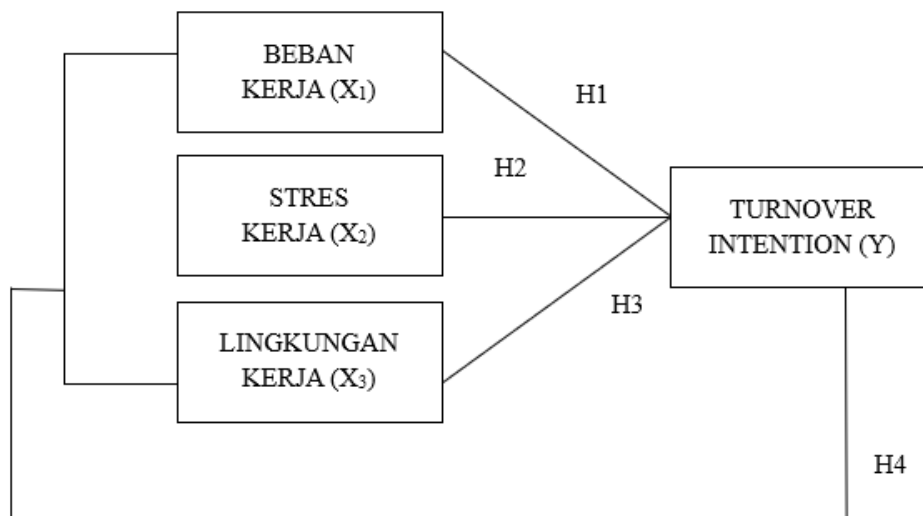 BEBAN
KERJA (X₁)
H1
H2
STRES
KERJA (X₂)
TURNOVER
INTENTION (Y)
H3
LINGKUNGAN
KERJA (X₃)
H4